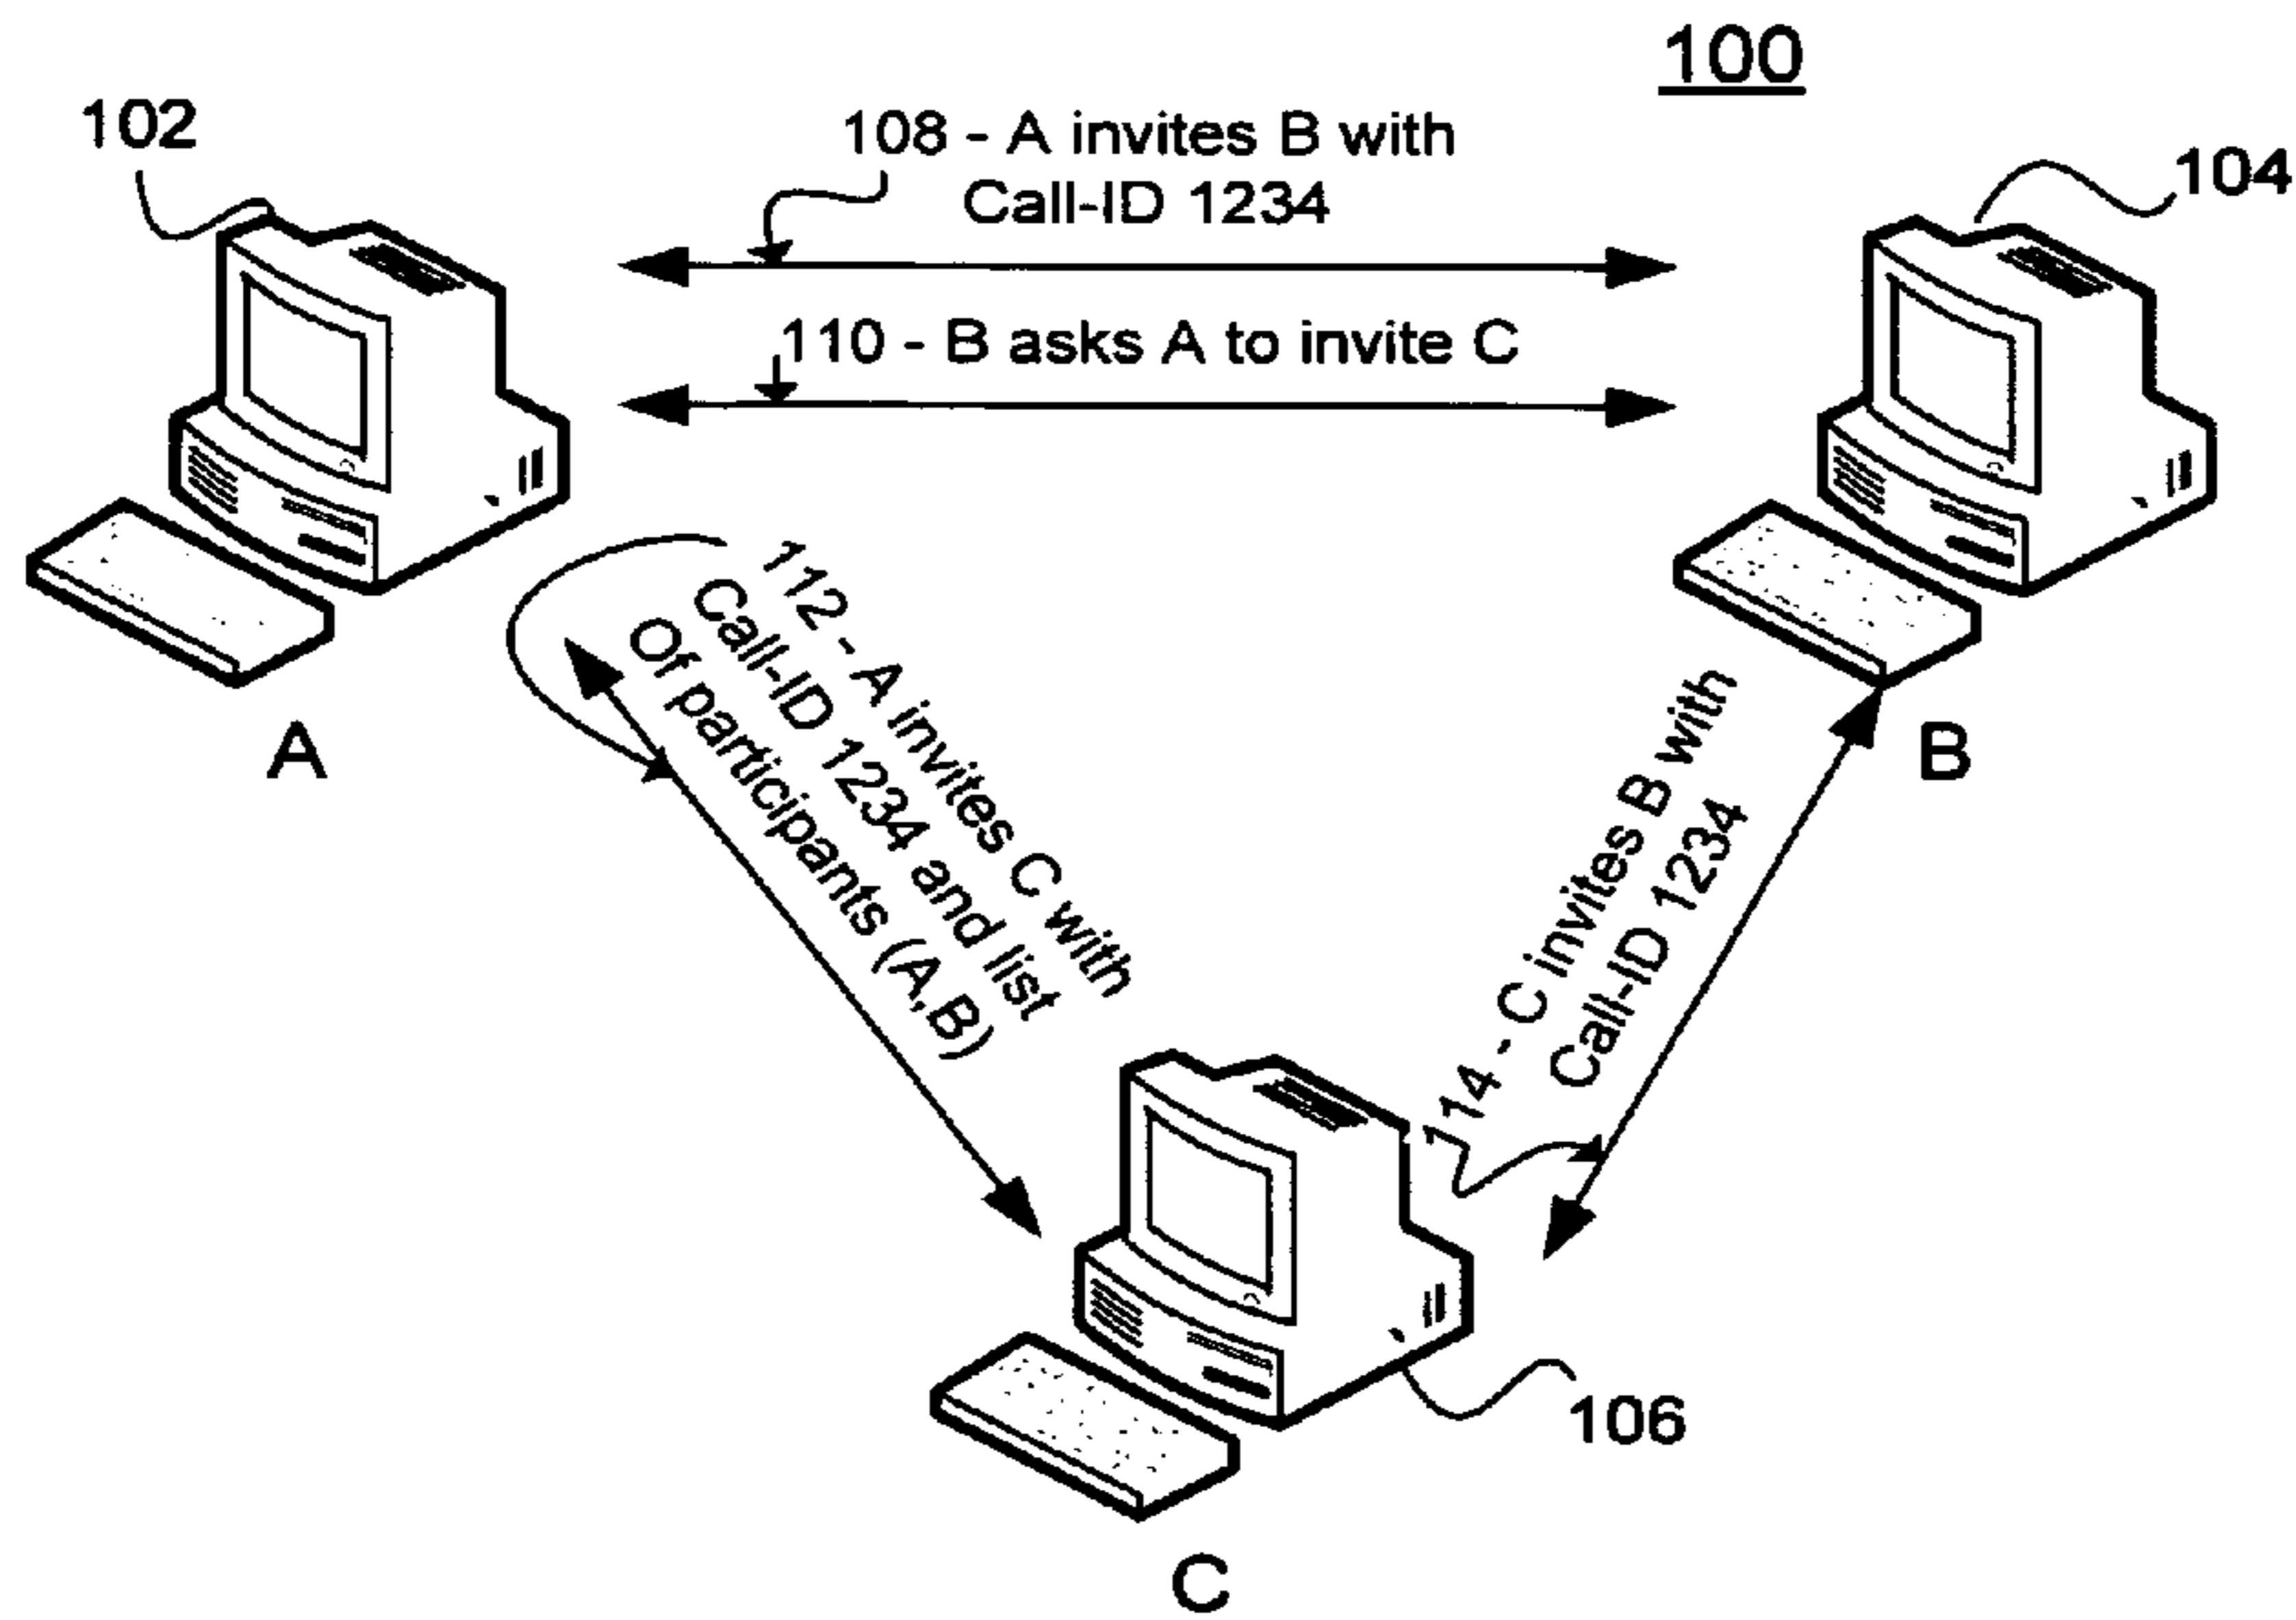 100
102
108 - A invites B with
Call-ID 1234
104
110 - B asks A to invite C
112 - A invites C with
Call-ID 1234 and list
Of participants (A,B)
A
114 - C invites B with
Call-ID 1234
B
106
C